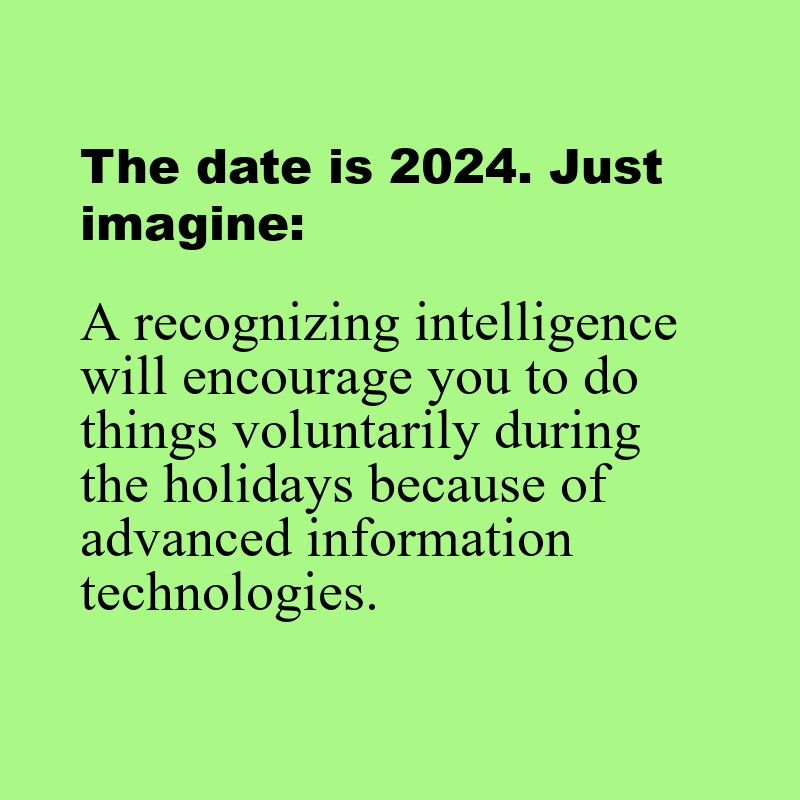 The date is 2024. Just
imagine:
A recognizing intelligence
will encourage you to do
things voluntarily during
the holidays because of
advanced information
technologies.